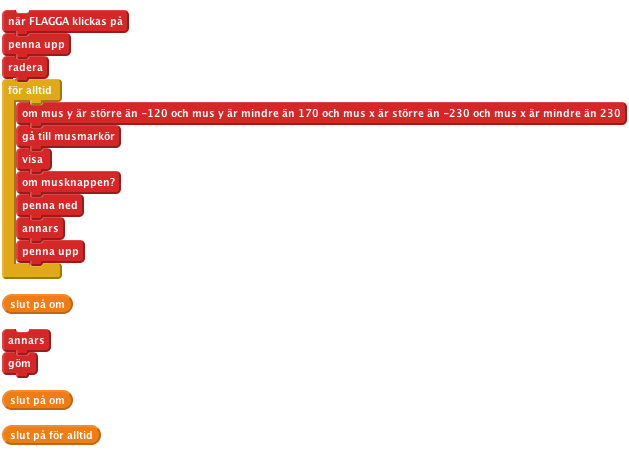 när FLAGGA klickas på
penna upp
radera
för alltid
om mus y är större än -120 och mus y är mindre än 170 och mus x är större än -230 och mus x är mindre än 230
gå till musmarkör
visa
om musknappen?
penna ned
annars
penna upp
slut på om
annars
göm
slut på om
slut på för alltid